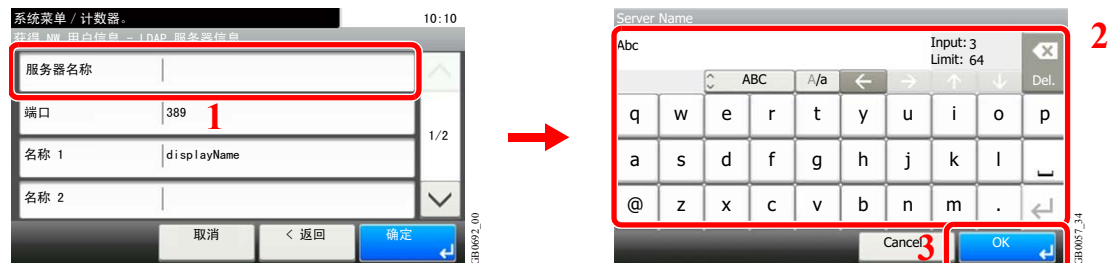 系统菜单 / 计数器。
10:10
获得 NW 用户信息 - LDAP 服务器信息
服务器名称
端口
389
1
名称 1
displayName
1/2
名称 2
取消
< 返回
确定
GB0692_00
Server Name
2
Abc
Input: 3
Limit: 64
ABC
A/a
Del.
q w e r t y u i o p
a s d f g h j k l
@ z x c v b n m .
Cancel
3
OK
GB0057_34